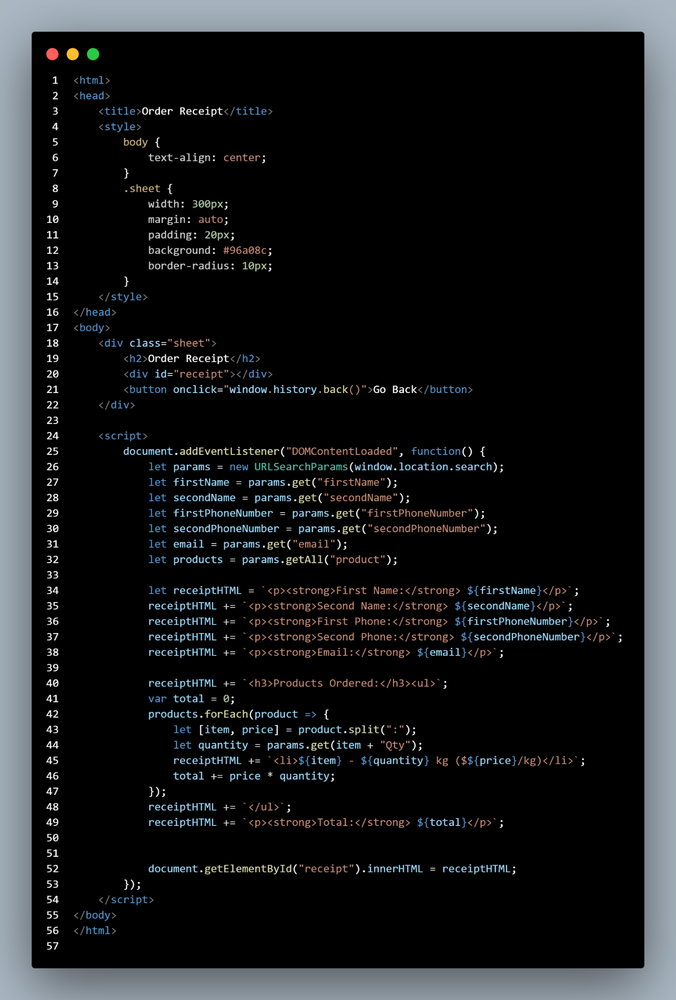 1 <html>
2 <head>
3     <title>Order Receipt</title>
4     <style>
5         body {
6             text-align: center;
7         }
8         .sheet {
9             width: 300px;
10             margin: auto;
11             padding: 20px;
12             background: #96a08c;
13             border-radius: 10px;
14         }
15     </style>
16 </head>
17 <body>
18     <div class="sheet">
19         <h2>Order Receipt</h2>
20         <div id="receipt"></div>
21         <button onclick="window.history.back()">Go Back</button>
22     </div>
23
24     <script>
25         document.addEventListener("DOMContentLoaded", function() {
26             let params = new URLSearchParams(window.location.search);
27             let firstName = params.get("firstName");
28             let secondName = params.get("secondName");
29             let firstPhoneNumber = params.get("firstPhoneNumber");
30             let secondPhoneNumber = params.get("secondPhoneNumber");
31             let email = params.get("email");
32             let products = params.getAll("product");
33
34             let receiptHTML = `<p><strong>First Name:</strong> ${firstName}</p>`;
35             receiptHTML += `<p><strong>Second Name:</strong> ${secondName}</p>`;
36             receiptHTML += `<p><strong>First Phone:</strong> ${firstPhoneNumber}</p>`;
37             receiptHTML += `<p><strong>Second Phone:</strong> ${secondPhoneNumber}</p>`;
38             receiptHTML += `<p><strong>Email:</strong> ${email}</p>`;
39
40             receiptHTML += `<h3>Products Ordered:</h3><ul>`;
41             var total = 0;
42             products.forEach(product => {
43                 let [item, price] = product.split(":");
44                 let quantity = params.get(item + "Qty");
45                 receiptHTML += `<li>${item} - ${quantity} kg ($${price}/kg)</li>`;
46                 total += price * quantity;
47             });
48             receiptHTML += `</ul>`;
49             receiptHTML += `<p><strong>Total:</strong> ${total}</p>`;
50
51
52             document.getElementById("receipt").innerHTML = receiptHTML;
53         });
54     </script>
55 </body>
56 </html>
57